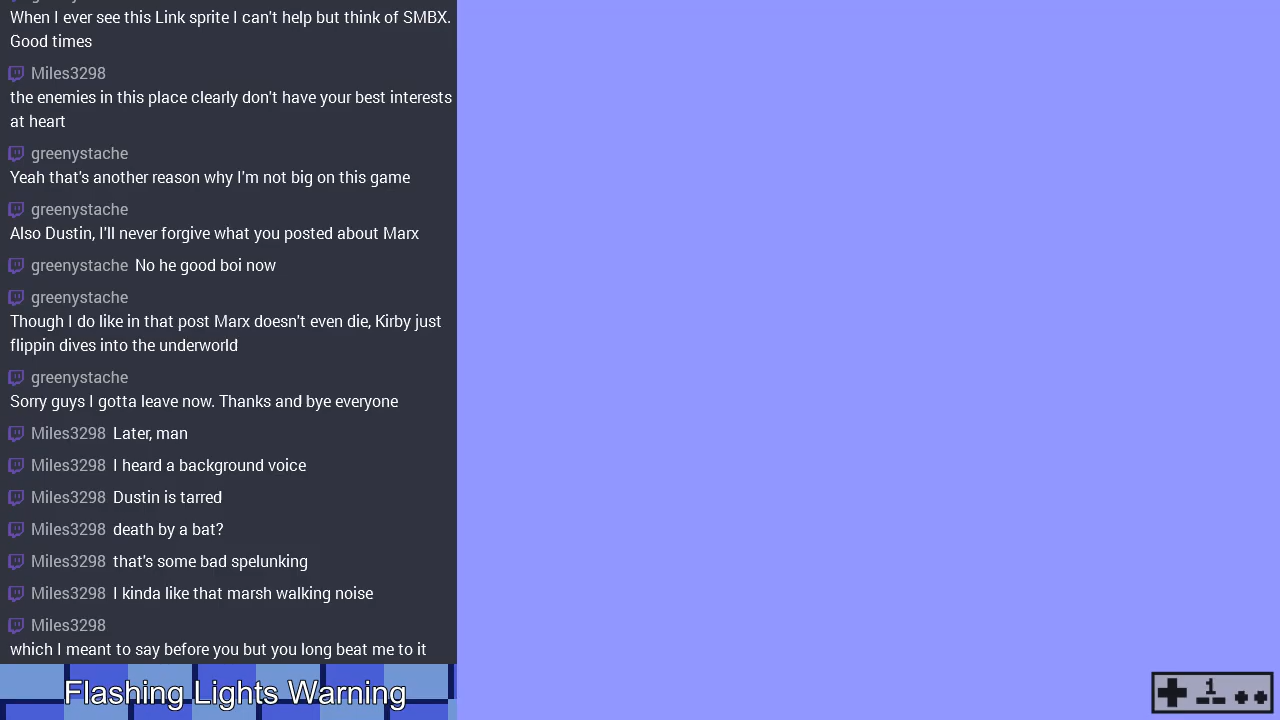 When I ever see this Link sprite I can't help but think of SMBX.
Good times
Miles3298
the enemies in this place clearly don't have your best interests
at heart
greenystache
Yeah that's another reason why I'm not big on this game
greenystache
Also Dustin, I'll never forgive what you posted about Marx
greenystache No he good boi now
greenystache
Though I do like in that post Marx doesn't even die, Kirby just
flippin dives into the underworld
greenystache
Sorry guys I gotta leave now. Thanks and bye everyone
Miles3298 Later, man
Miles3298 I heard a background voice
Miles3298 Dustin is tarred
Miles3298 death by a bat?
Miles3298 that's some bad spelunking
Miles3298 I kinda like that marsh walking noise
Miles3298
which I meant to say before you but you long beat me to it
Flashing Lights Warning
1